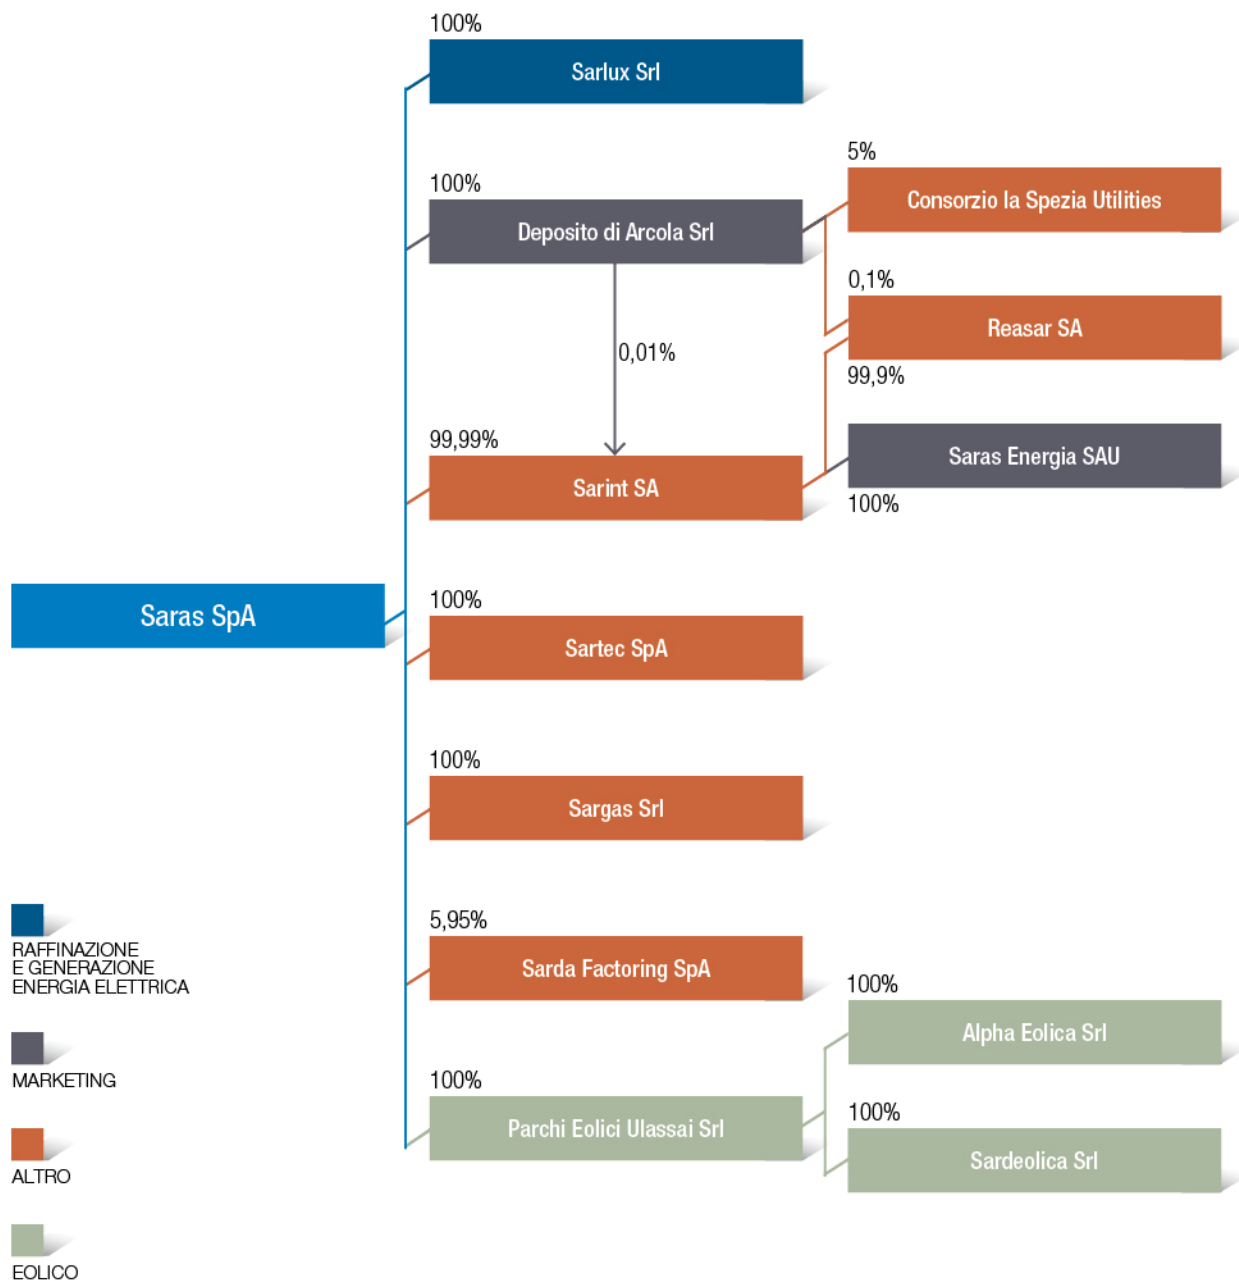 100%
Sarlux Srl
5%
Consorzio la Spezia Utilities
100%
Deposito di Arcola Srl
0,1%
Reasar SA
99,9%
0,01%
99,99%
Sarint SA
Saras Energia SAU
100%
Saras SpA
100%
Sartec SpA
100%
Sargas Srl
5,95%
Sarda Factoring SpA
100%
Alpha Eolica Srl
100%
Parchi Eolici Ulassai Srl
100%
Sardeolica Srl
RAFFINAZIONE
E GENERAZIONE
ENERGIA ELETTRICA
MARKETING
ALTRO
EOLICO